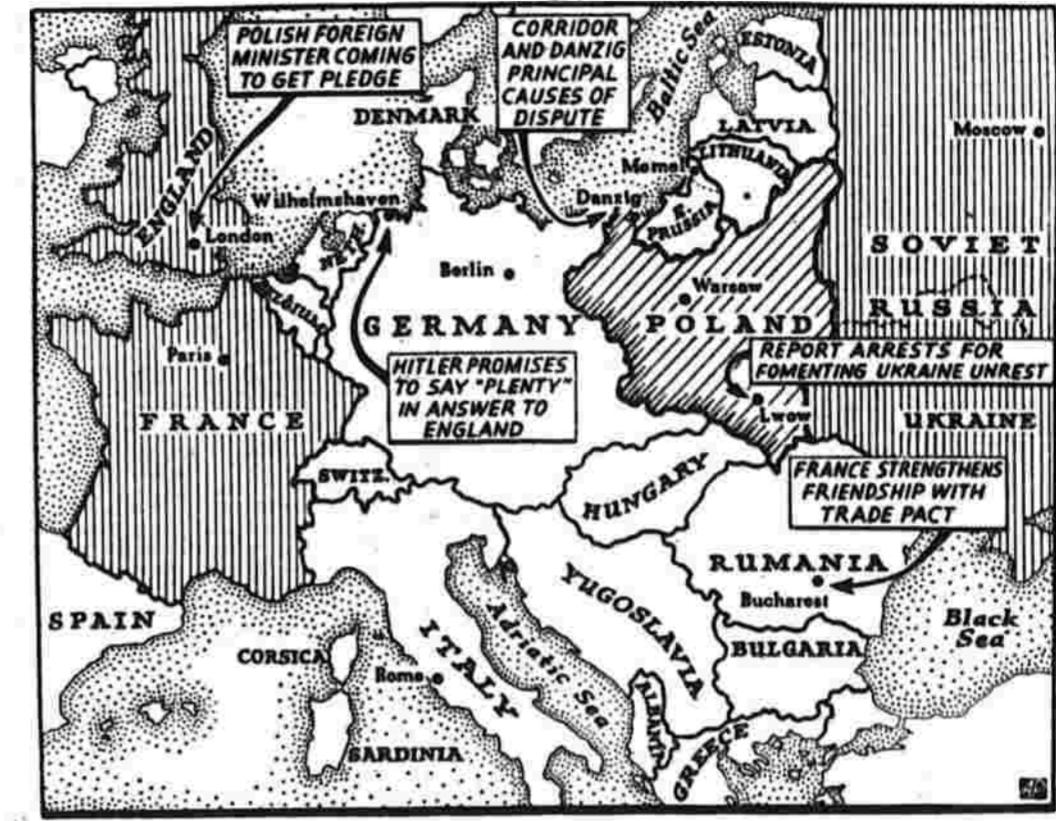 POLISH FOREIGN
MINISTER COMING
TO GET PLEDGE
CORRIDOR
AND DANZIG
PRINCIPAL
CAUSES OF
DISPUTE
Baltic Sea
ESTONIA
DENMARK
LATVIA
Moscow
Memel
LITHUANIA
ENGLAND
Wilhelmshaven
Danzig
E.
PRUSSIA
London
NETH.
SOVIET
RUSSIA
Berlin
Warsaw
BELGIUM
GERMANY
POLAND
Paris
REPORT ARRESTS FOR
FOMENTING UKRAINE UNREST
HITLER PROMISES
TO SAY "PLENTY"
IN ANSWER TO
ENGLAND
Lwow
FRANCE
UKRAINE
SWITZ.
HUNGARY
FRANCE STRENGTHENS
FRIENDSHIP WITH
TRADE PACT
RUMANIA
Bucharest
YUGOSLAVIA
SPAIN
Adriatic Sea
Black
Sea
CORSICA
ITALY
BULGARIA
Rome
ALBANIA
SARDINIA
GREECE